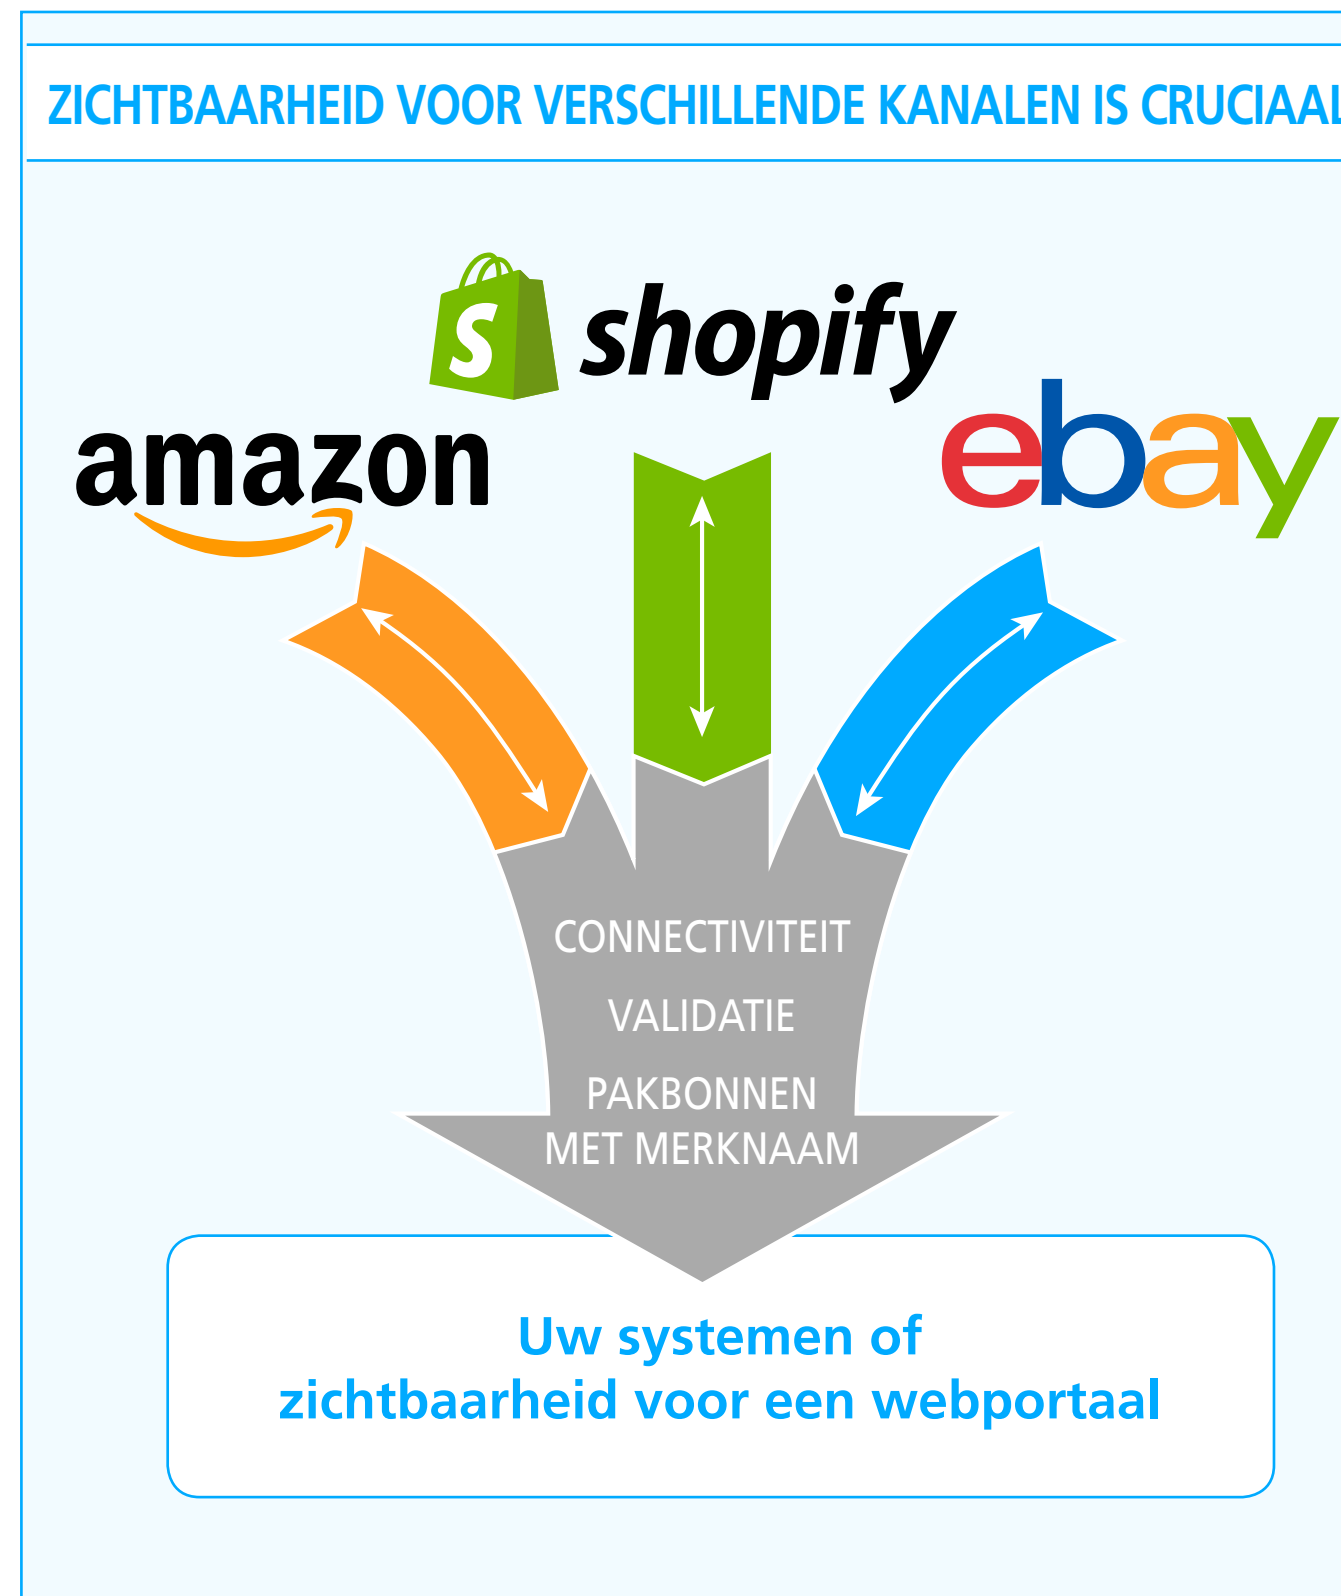 ZICHTBAARHEID VOOR VERSCHILLENDE KANALEN IS CRUCIAAL
S shopify
amazon
ebay
CONNECTIVITEIT
VALIDATIE
PAKBONNEN
MET MERKNAAM
Uw systemen of
zichtbaarheid voor een webportaal